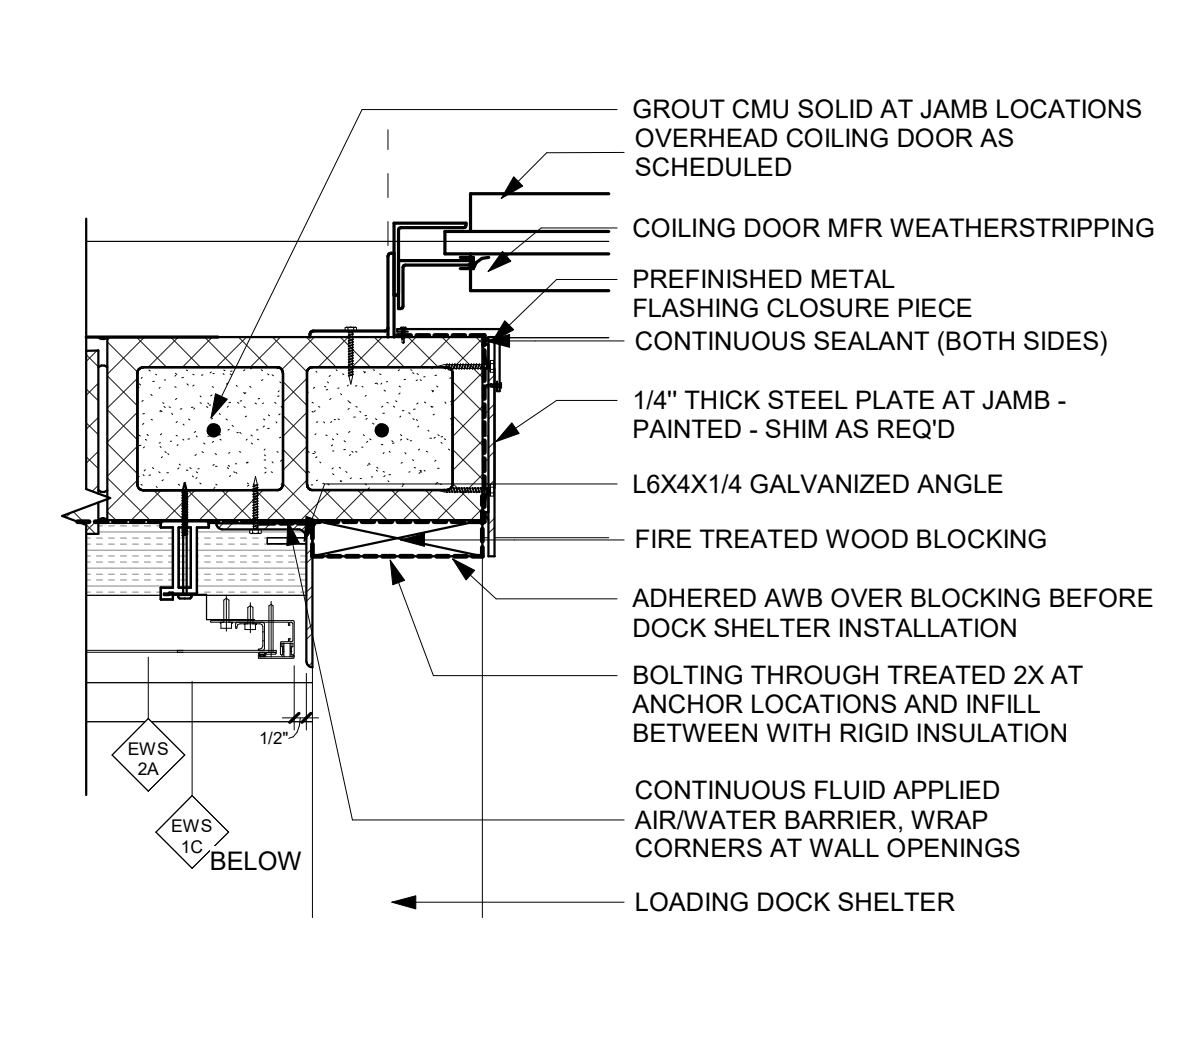 GROUT CMU SOLID AT JAMB LOCATIONS
OVERHEAD COILING DOOR AS
SCHEDULED
COILING DOOR MFR WEATHERSTRIPPING
PREFINISHED METAL
FLASHING CLOSURE PIECE
CONTINUOUS SEALANT (BOTH SIDES)
1/4" THICK STEEL PLATE AT JAMB -
PAINTED - SHIM AS REQ'D
L6X4X1/4 GALVANIZED ANGLE
FIRE TREATED WOOD BLOCKING
ADHERED AWB OVER BLOCKING BEFORE
DOCK SHELTER INSTALLATION
BOLTING THROUGH TREATED 2X AT
ANCHOR LOCATIONS AND INFILL
BETWEEN WITH RIGID INSULATION
CONTINUOUS FLUID APPLIED
AIR/WATER BARRIER, WRAP
CORNERS AT WALL OPENINGS
LOADING DOCK SHELTER
1/2"
EWS
2A
EWS
1C
BELOW